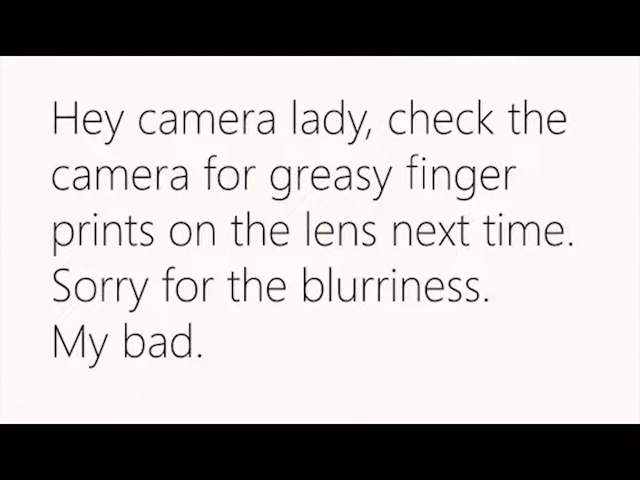 Hey camera lady, check the
camera for greasy finger
prints on the lens next time.
Sorry for the blurriness.
My bad.